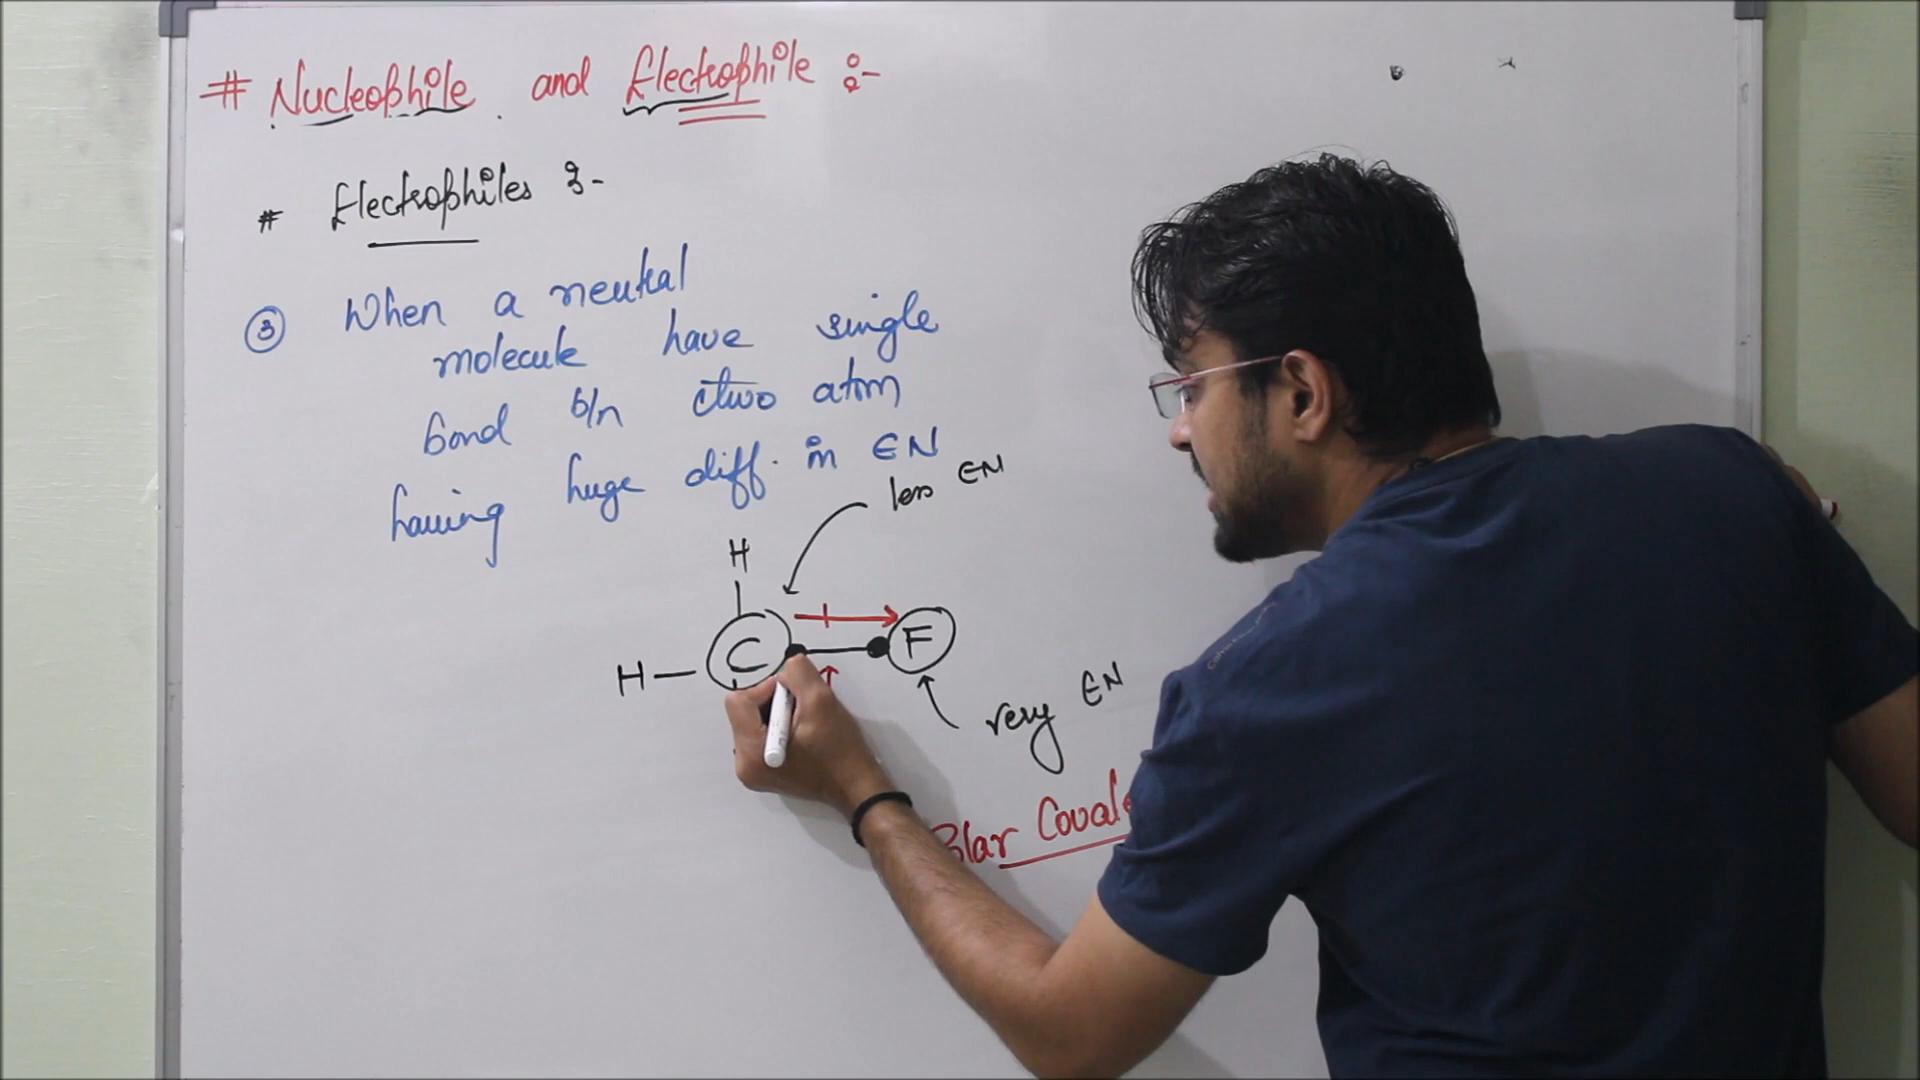 # Nucleophile and Electrophile :-
# Electrophiles :-
③ When a neutral
molecule have single
bond b/n two atom
having huge diff. in EN
less EN
H
H — C — F
very EN
Polar